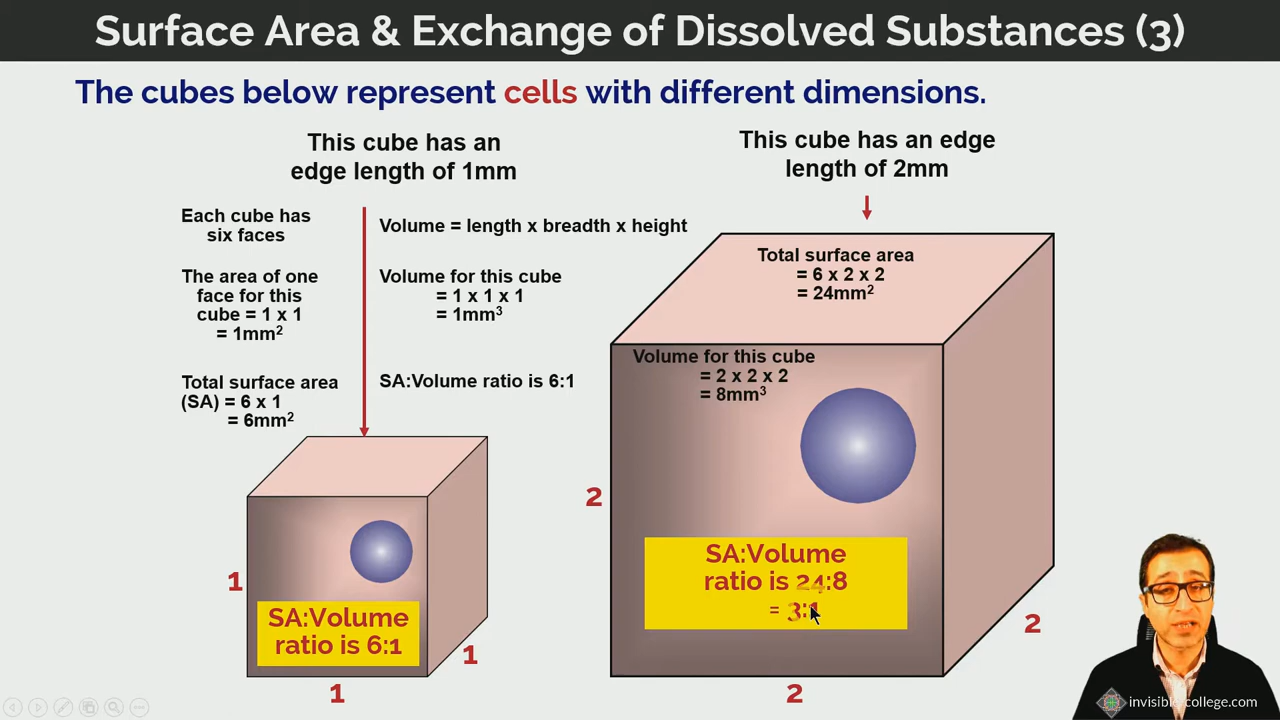 Surface Area & Exchange of Dissolved Substances (3)
The cubes below represent cells with different dimensions.
This cube has an
edge length of 1mm
Each cube has
six faces
The area of one
face for this
cube = 1 x 1
= 1mm²
Total surface area
(SA) = 6 x 1
= 6mm²
Volume = length x breadth x height
Volume for this cube
= 1 x 1 x 1
= 1mm³
SA:Volume ratio is 6:1
SA:Volume
ratio is 6:1
1
1
1
This cube has an edge
length of 2mm
Total surface area
= 6 x 2 x 2
= 24mm²
Volume for this cube
= 2 x 2 x 2
= 8mm³
SA:Volume
ratio is 24:8
= 3:1
2
2
2
invisiblecollege.com